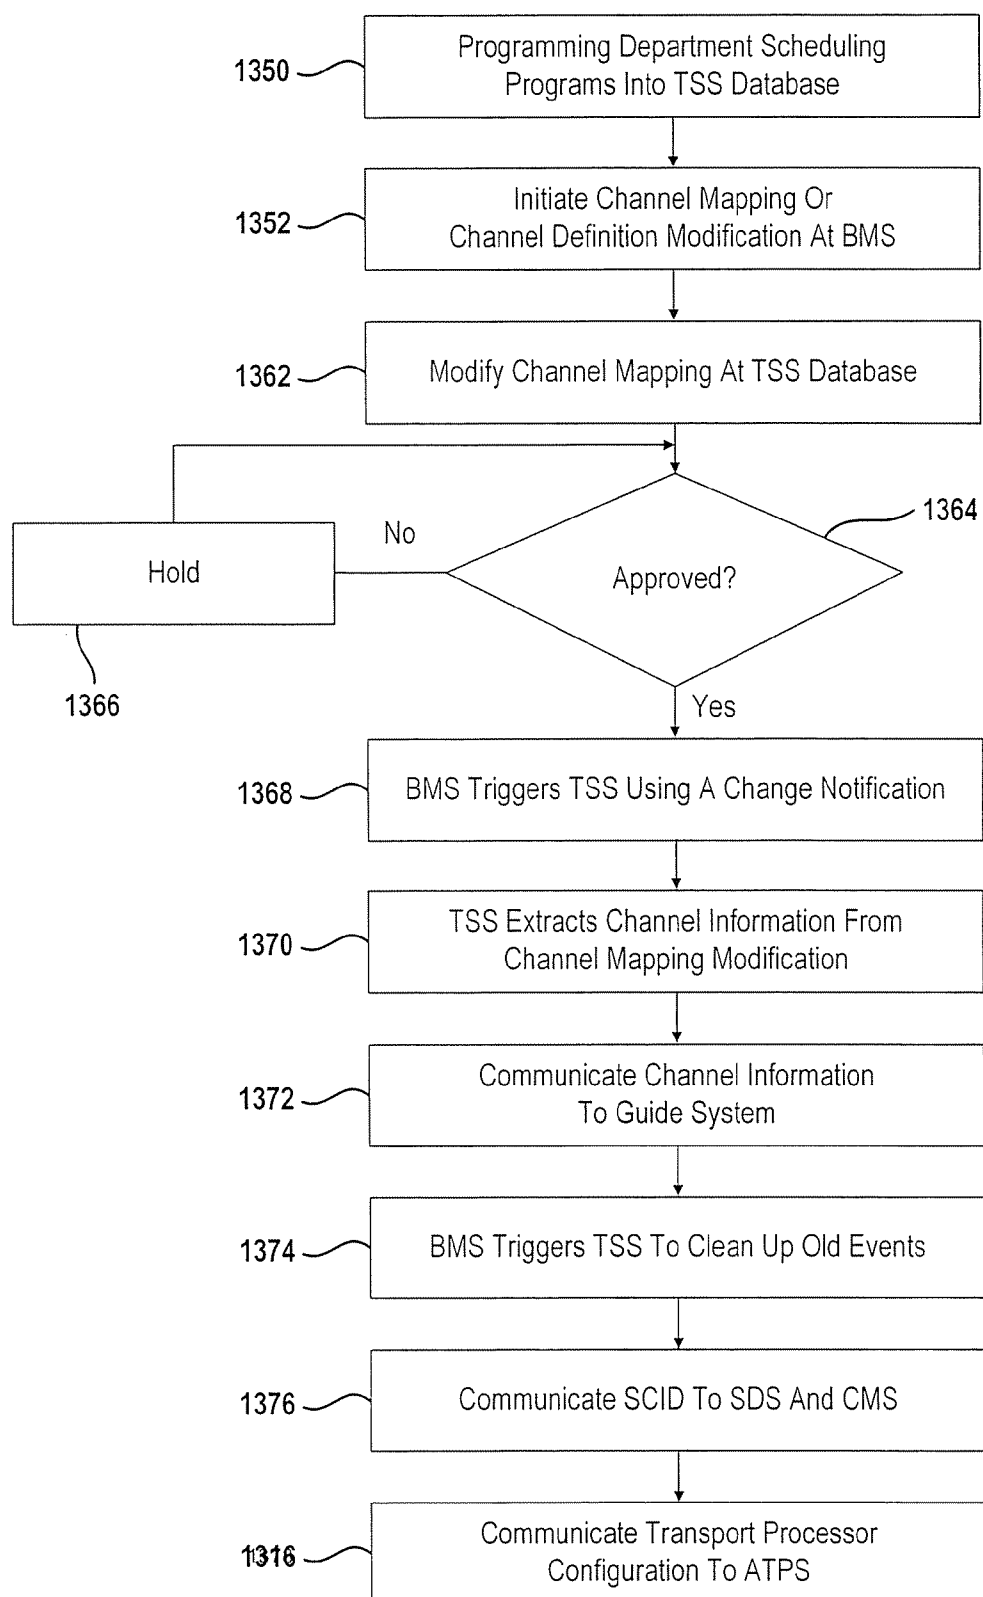 1350
Programming Department Scheduling
Programs Into TSS Database
1352
Initiate Channel Mapping Or
Channel Definition Modification At BMS
1362
Modify Channel Mapping At TSS Database
1364
No
Hold
Approved?
1366
Yes
1368
BMS Triggers TSS Using A Change Notification
1370
TSS Extracts Channel Information From
Channel Mapping Modification
1372
Communicate Channel Information
To Guide System
1374
BMS Triggers TSS To Clean Up Old Events
1376
Communicate SCID To SDS And CMS
Communicate Transport Processor
Configuration To ATPS